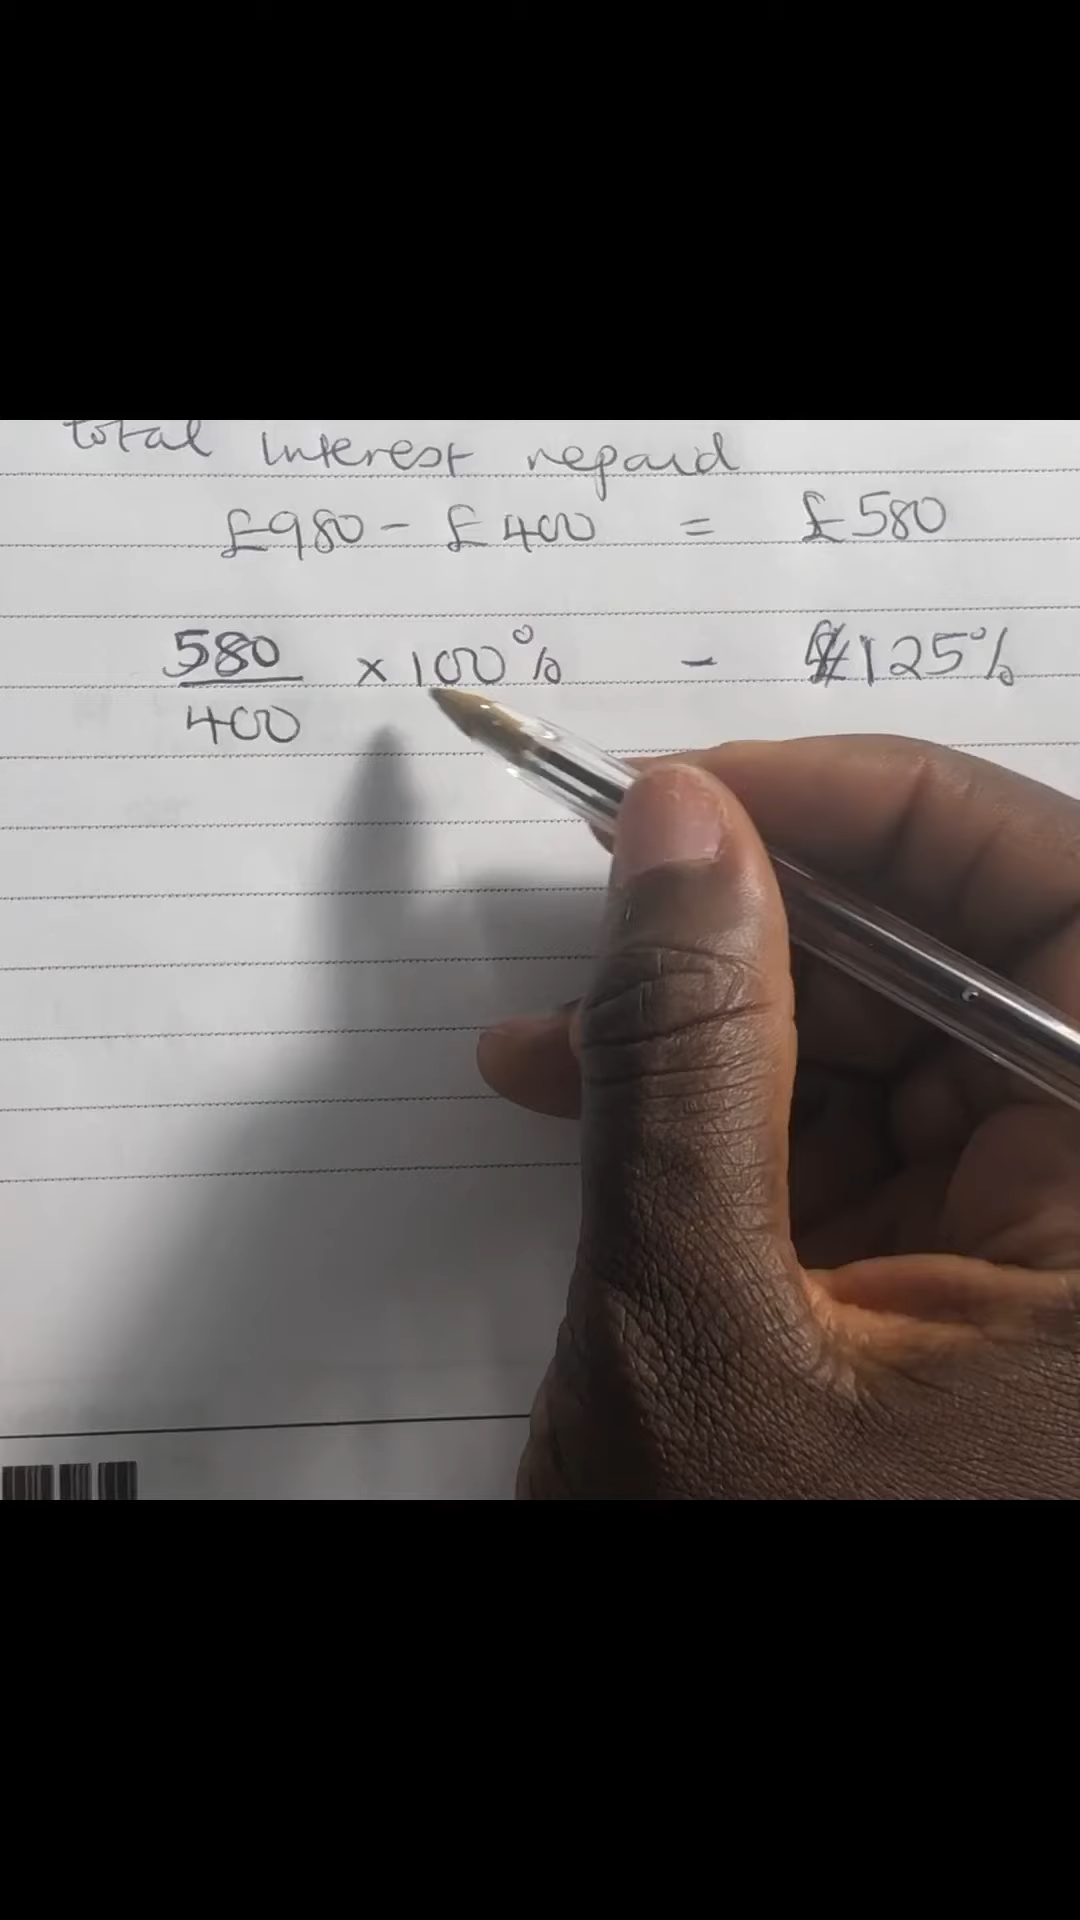 total Interest repaid
£980 - £400 = £580
580/400 × 100% - 125%